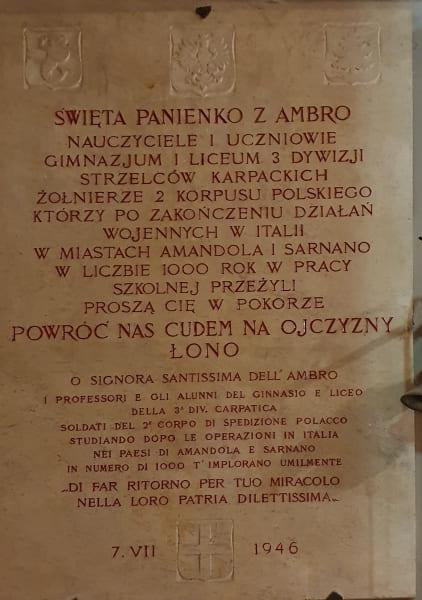 ŚWIĘTA PANIENKO Z AMBRO
NAUCZYCIELE I UCZNIOWIE
GIMNAZJUM I LICEUM 3 DYWIZJI
STRZELCÓW KARPACKICH
ŻOŁNIERZE 2 KORPUSU POLSKIEGO
KTÓRZY PO ZAKOŃCZENIU DZIAŁAŃ
WOJENNYCH W ITALII
W MIASTACH AMANDOLA I SARNANO
W LICZBIE 1000 ROK W PRACY
SZKOLNEJ PRZEŻYLI
PROSZĄ CIĘ W POKORZE
POWRÓĆ NAS CUDEM NA OJCZYZNY
ŁONO
O SIGNORA SANTISSIMA DELL'AMBRO
I PROFESSORI E GLI ALUNNI DEL GINNASIO E LICEO
DELLA 3ª DIV. CARPATICA
SOLDATI DEL 2º CORPO DI SPEDIZIONE POLACCO
STUDIANDO DOPO LE OPERAZIONI IN ITALIA
NEI PAESI DI AMANDOLA E SARNANO
IN NUMERO DI 1000 T'IMPLORANO UMILMENTE
„DI FAR RITORNO PER TUO MIRACOLO
NELLA LORO PATRIA DILETTISSIMA„
7. VII 1946